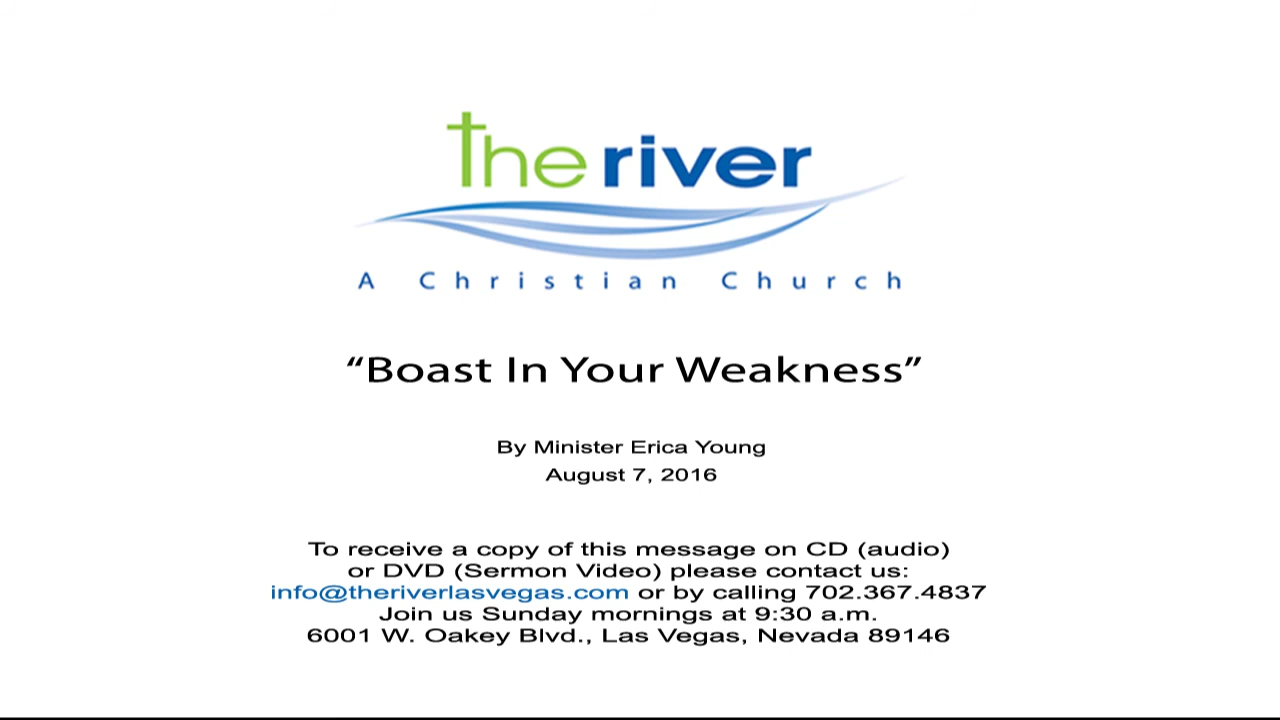 the river
A Christian Church
“Boast In Your Weakness”
By Minister Erica Young
August 7, 2016
To receive a copy of this message on CD (audio)
or DVD (Sermon Video) please contact us:
info@theriverlasvegas.com or by calling 702.367.4837
Join us Sunday mornings at 9:30 a.m.
6001 W. Oakey Blvd., Las Vegas, Nevada 89146